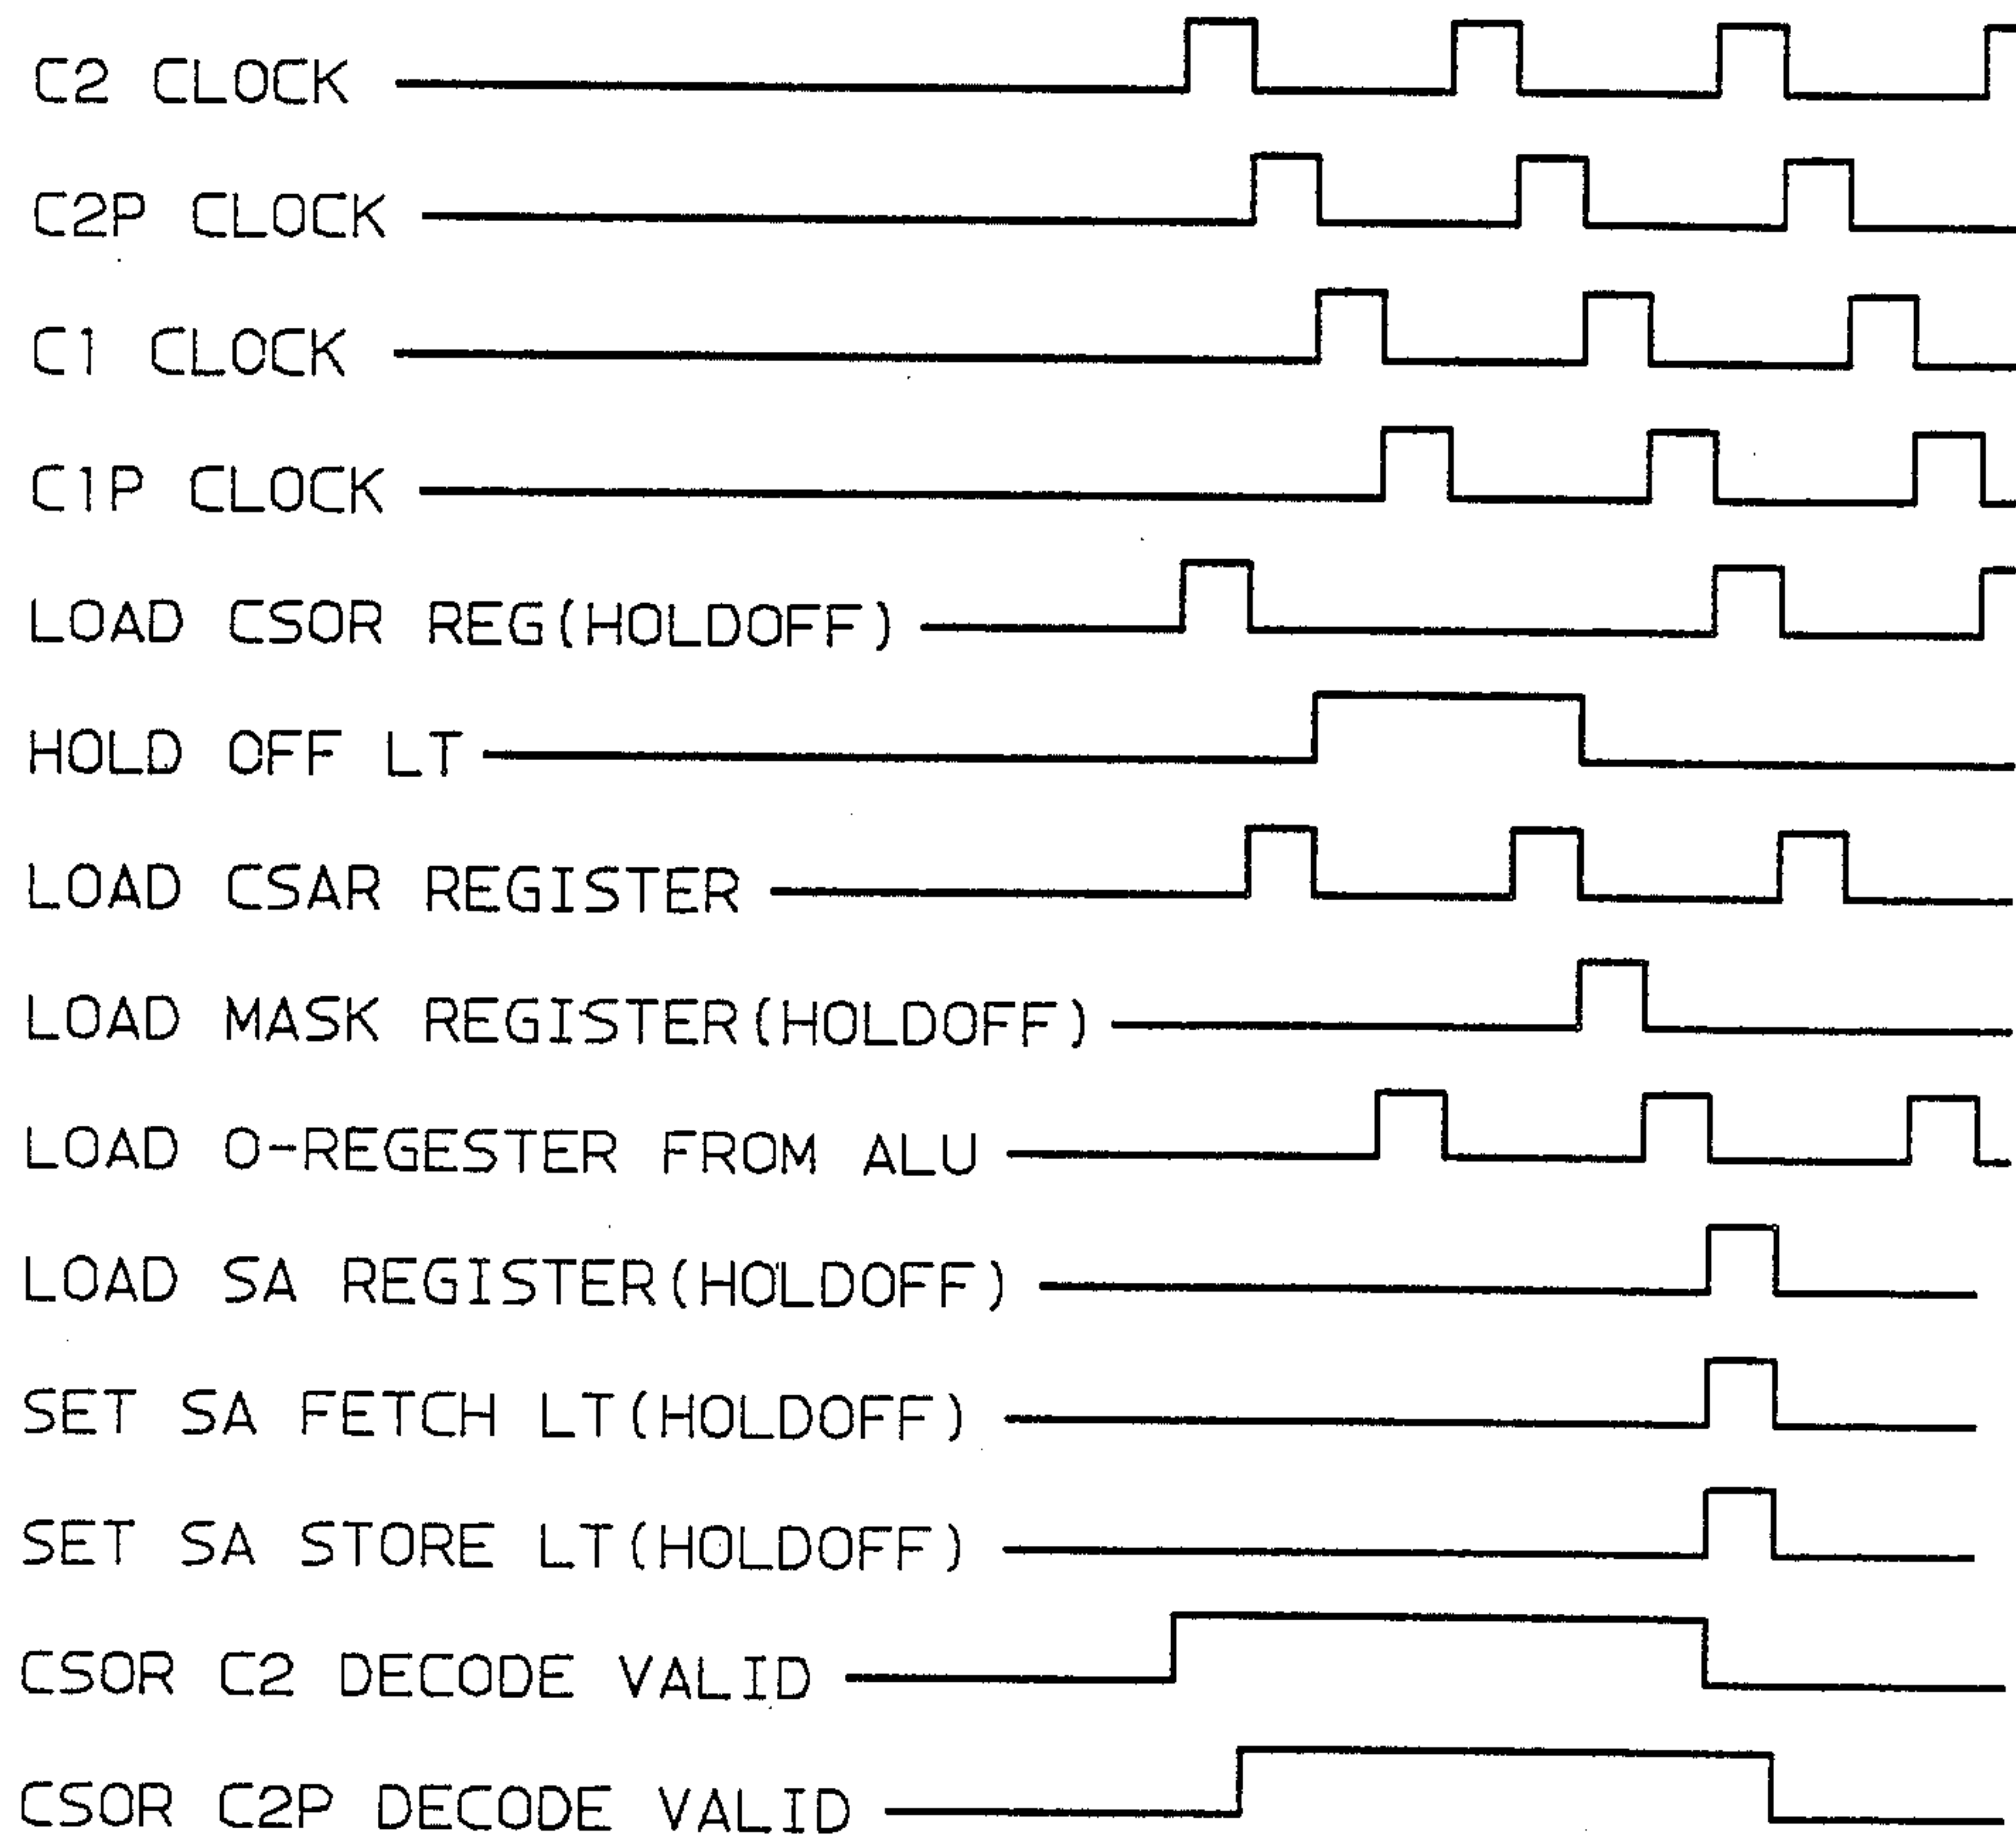 C2 CLOCK
C2P CLOCK
C1 CLOCK
C1P CLOCK
LOAD CSOR REG(HOLDOFF)
HOLD OFF LT
LOAD CSAR REGISTER
LOAD MASK REGISTER(HOLDOFF)
LOAD O-REGESTER FROM ALU
LOAD SA REGISTER(HOLDOFF)
SET SA FETCH LT(HOLDOFF)
SET SA STORE LT(HOLDOFF)
CSOR C2 DECODE VALID
CSOR C2P DECODE VALID